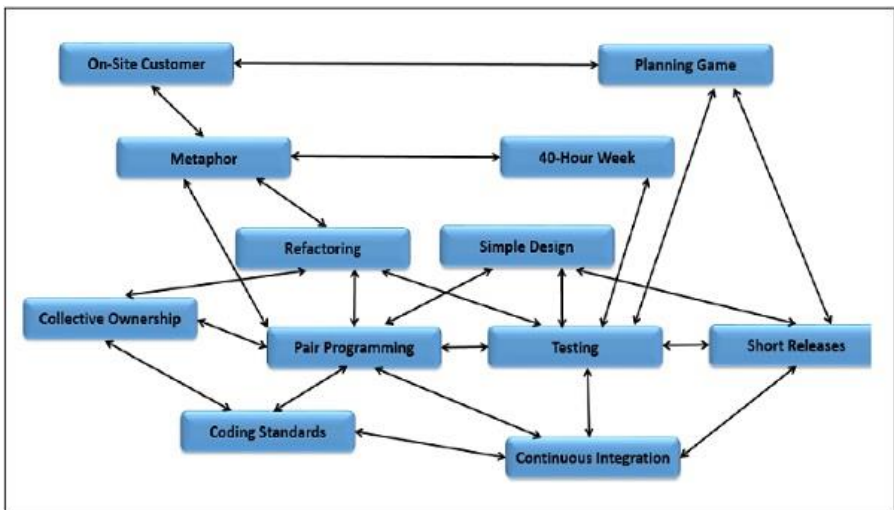 On-Site Customer
Planning Game
Metaphor
40-Hour Week
Refactoring
Simple Design
Collective Ownership
Pair Programming
Testing
Short Releases
Coding Standards
Continuous Integration